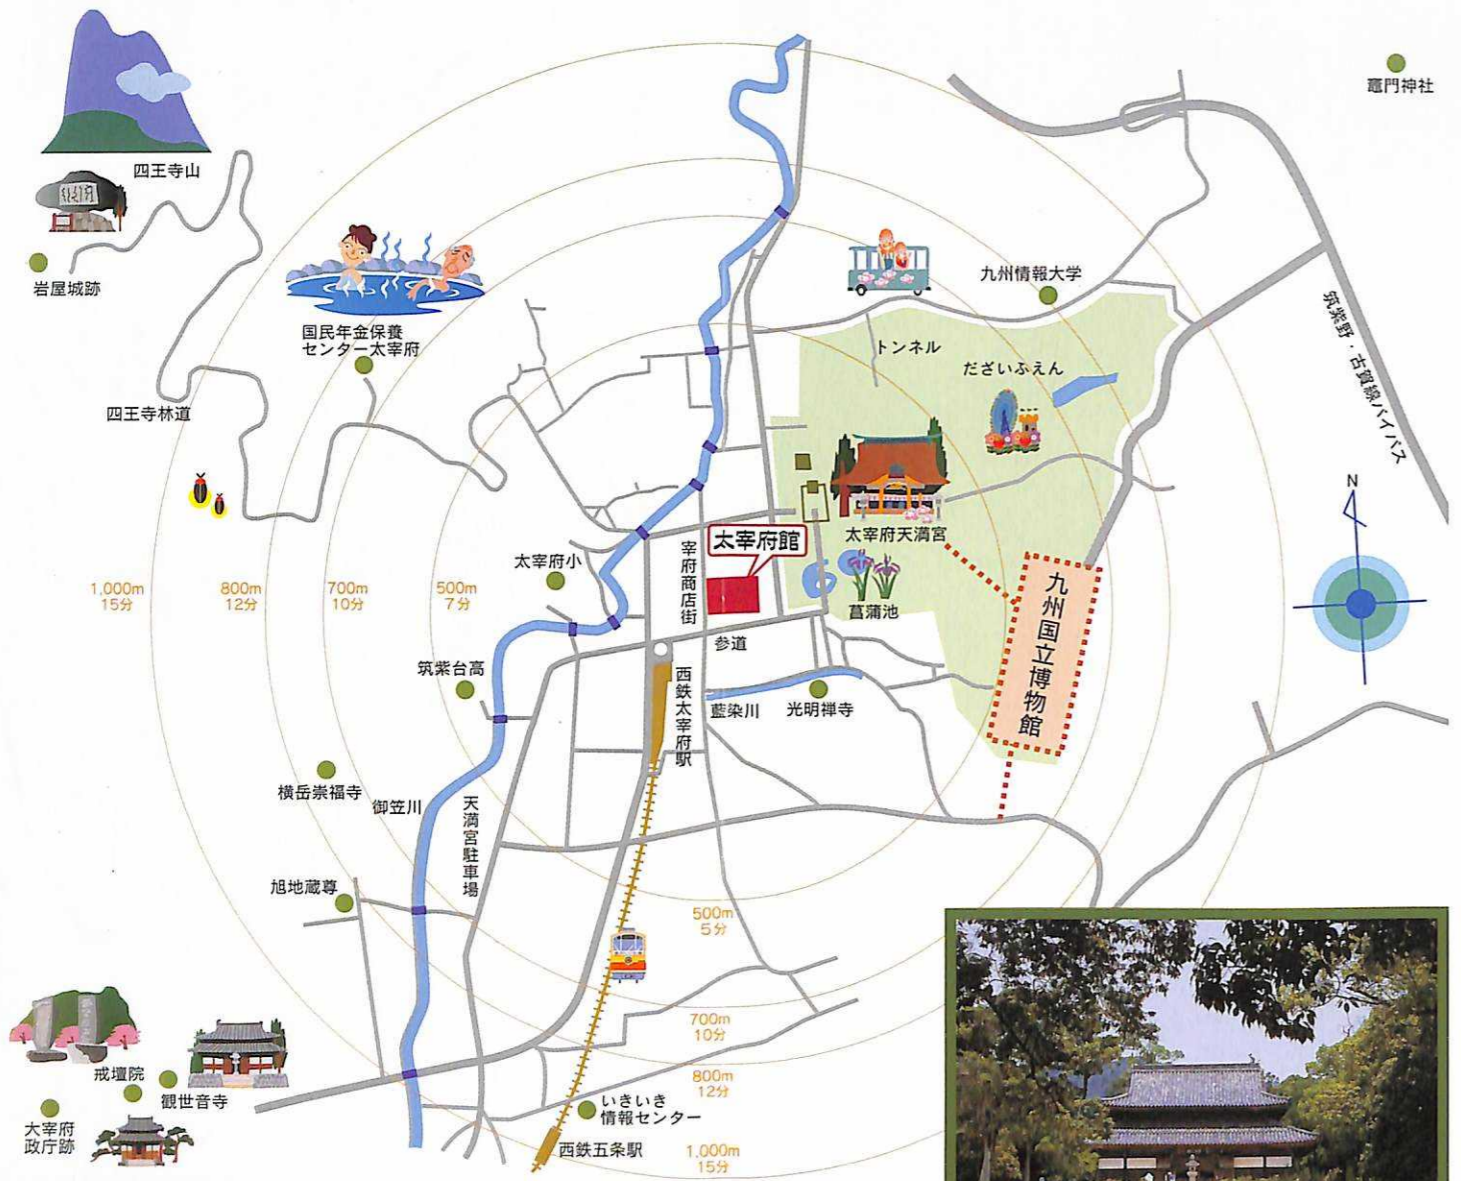 竈門神社
四王寺山
岩屋城跡
九州情報大学
筑紫野・古賀線バイパス
国民年金保養
センター太宰府
トンネル
だざいふえん
四王寺林道
N
太宰府天満宮
太宰府館
宰府商店街
太宰府小
九州国立博物館
1,000m
15分
800m
12分
700m
10分
500m
7分
菖蒲池
参道
筑紫台高
西鉄太宰府駅
藍染川
光明禅寺
横岳崇福寺
御笠川
天満宮駐車場
旭地蔵尊
500m
5分
700m
10分
800m
12分
戒壇院
観世音寺
大宰府
政庁跡
いきいき
情報センター
西鉄五条駅
1,000m
15分